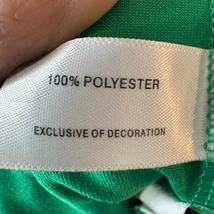 100% POLYESTER
EXCLUSIVE OF DECORATION